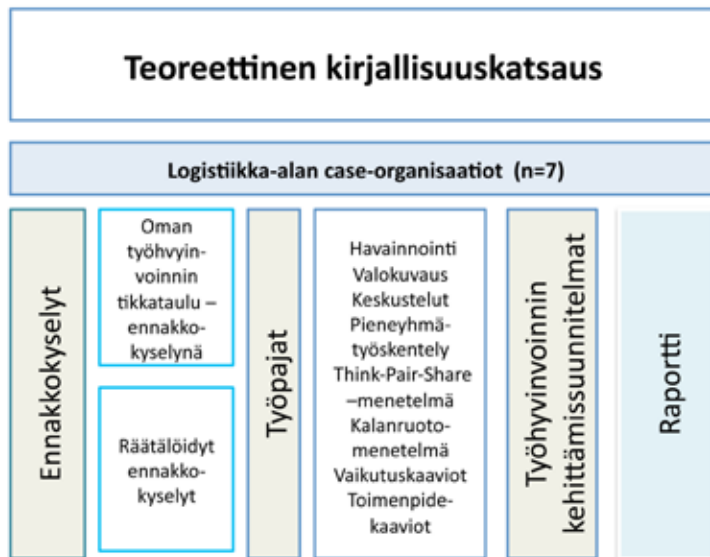 Teoreettinen kirjallisuuskatsaus
Logistiikka-alan case-organisaatiot (n=7)
Ennakkokyselyt
Oman
työhvyin-
voinnin
tikkataulu –
ennakko-
kyselynä
Räätälöidyt
ennakko-
kyselyt
Työpajat
Havainnointi
Valokuvaus
Keskustelut
Pieneyhmä-
työskentely
Think-Pair-Share
–menetelmä
Kalanruoto-
menetelmä
Vaikutuskaaviot
Toimenpide-
kaaviot
Työhyvinvoinnin
kehittämissuunnitelmat
Raportti